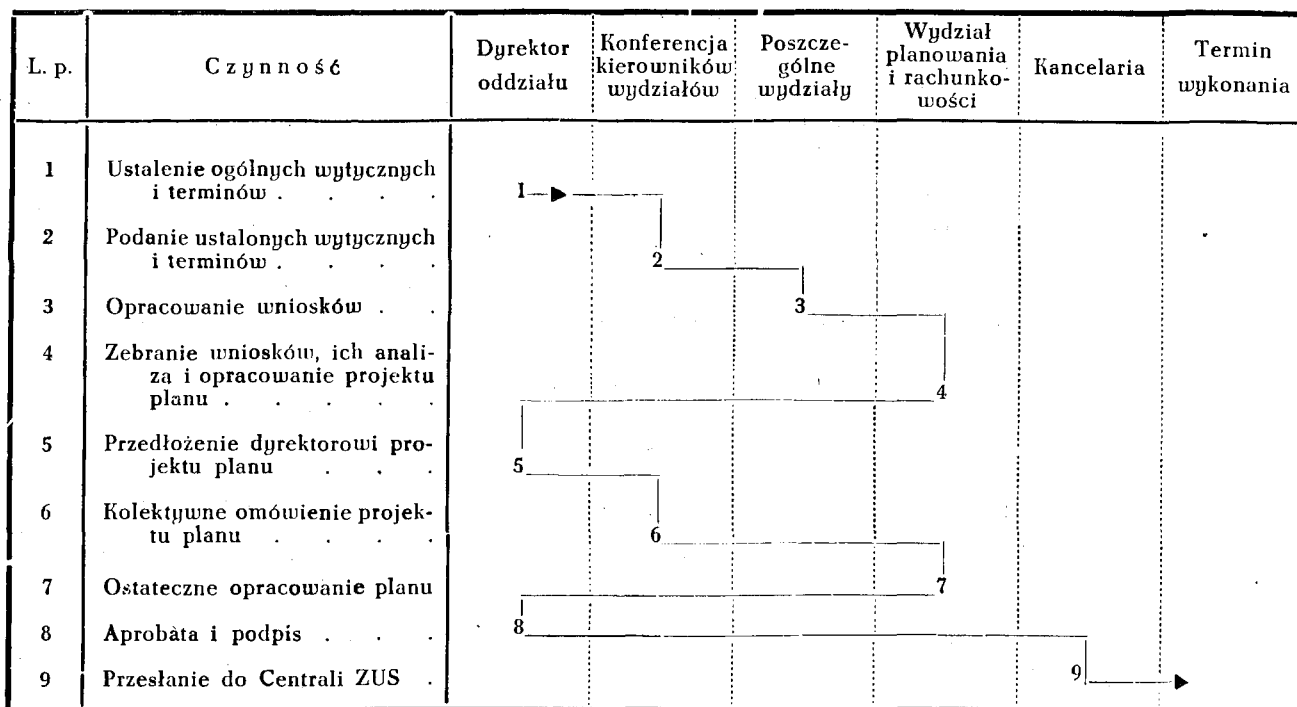 L. p.
Czynność
Dyrektor
oddziału
Konferencja
kierowników
wydziałów
Poszcze-
gólne
wydziały
Wydział
planowania
i rachunko-
wości
Kancelaria
Termin
wykonania
1 Ustalenie ogólnych wytycznych
i terminów . . . .
1
2 Podanie ustalonych wytycznych
i terminów . . . .
2
3 Opracowanie wniosków . .
3
4 Zebranie wniosków, ich anali-
za i opracowanie projektu
planu . . . . .
4
5 Przedłożenie dyrektorowi pro-
jektu planu . . .
5
6 Kolektywne omówienie projek-
tu planu . . . .
6
7 Ostateczne opracowanie planu
7
8 Aprobata i podpis . . .
8
9 Przesłanie do Centrali ZUS .
9